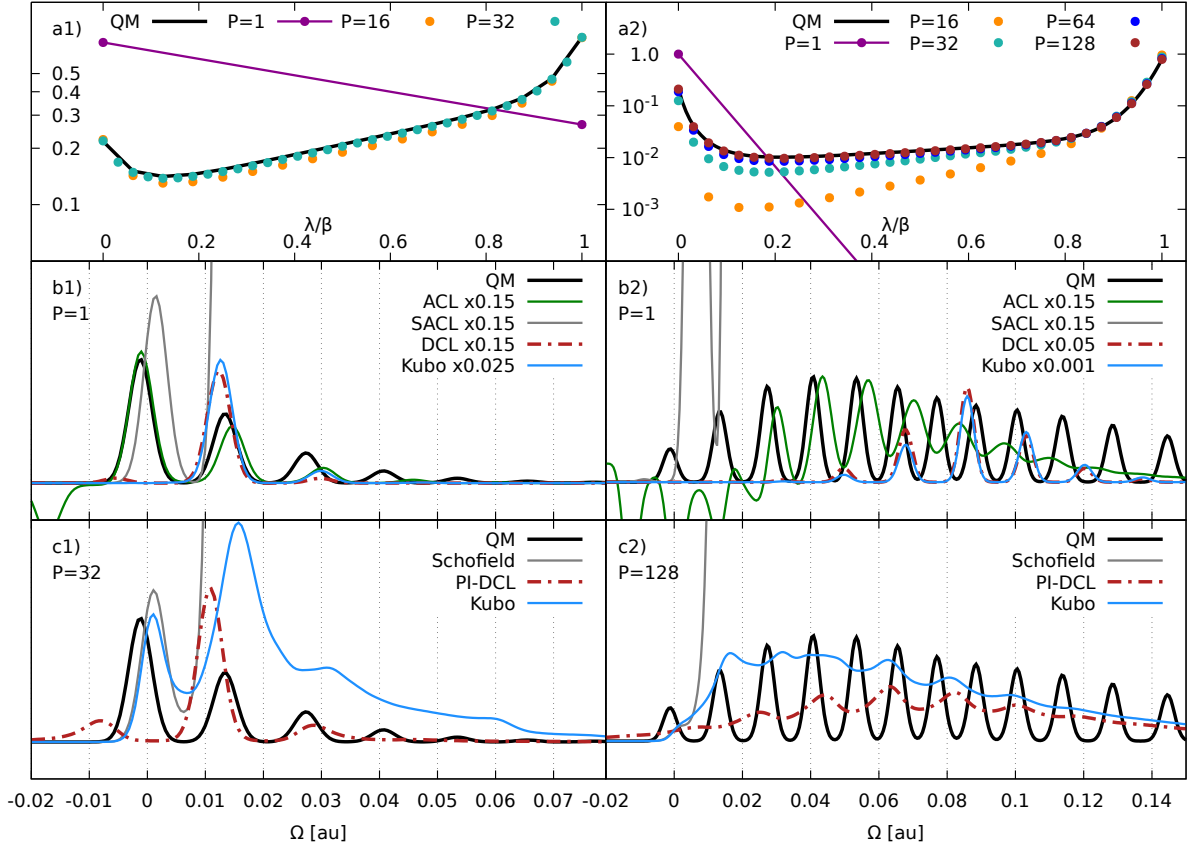 a1) QM P=1 P=16 P=32
0.5
0.4
0.3
0.2
0.1
λ/β
0 0.2 0.4 0.6 0.8 1
a2) QM P=16 P=64
P=1 P=32 P=128
1.0
10-1
10-2
10-3
λ/β
0 0.2 0.4 0.6 0.8 1
b1)
P=1
QM
ACL x0.15
SACL x0.15
DCL x0.15
Kubo x0.025
b2)
P=1
QM
ACL x0.15
SACL x0.15
DCL x0.05
Kubo x0.001
c1)
P=32
QM
Schofield
PI-DCL
Kubo
c2)
P=128
QM
Schofield
PI-DCL
Kubo
-0.02 -0.01 0 0.01 0.02 0.03 0.04 0.05 0.06 0.07
Ω [au]
-0.02 0 0.02 0.04 0.06 0.08 0.1 0.12 0.14
Ω [au]